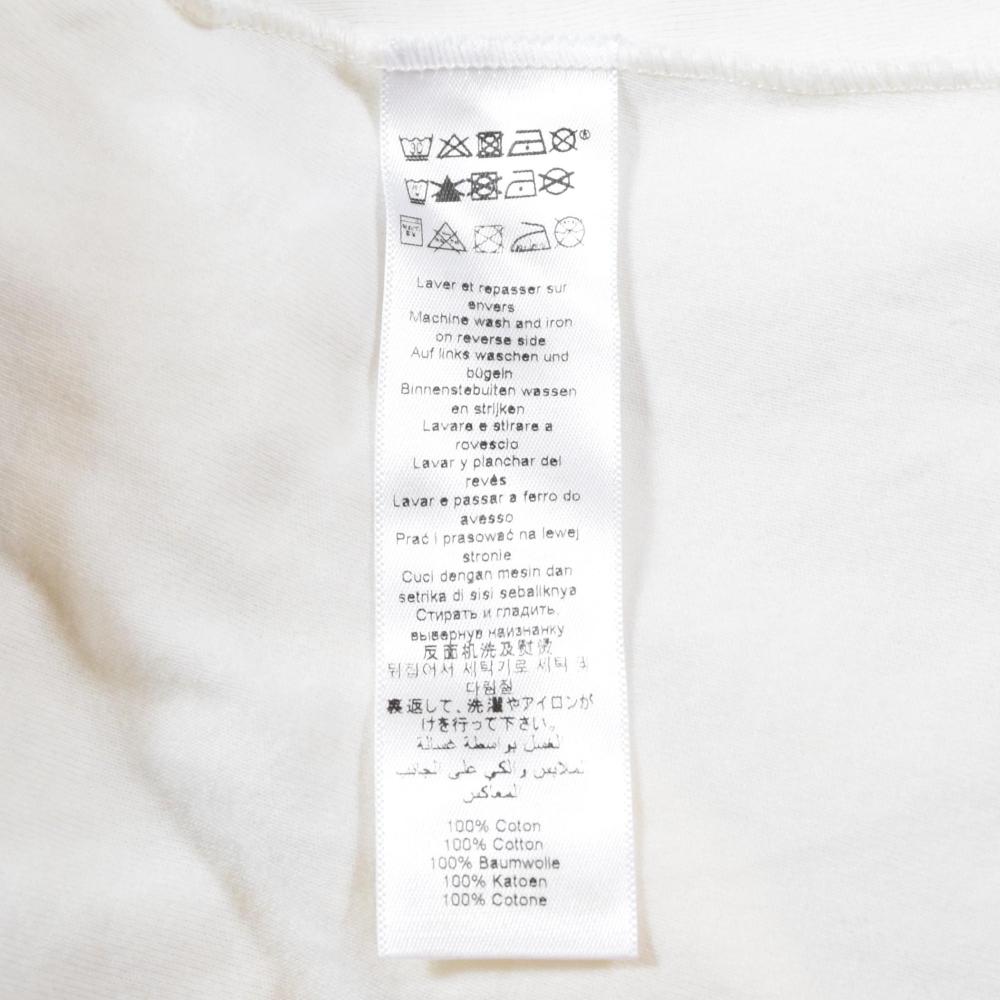 30
Laver et repasser sur
envers
Machine wash and iron
on reverse side
Auf links waschen und
bügeln
Binnenstebuiten wassen
en strijken
Lavare e stirare a
rovescio
Lavar y planchar del
revés
Lavar e passar a ferro do
avesso
Prać i prasować na lewej
stronie
Cuci dengan mesin dan
setrika di sisi sebaliknya
Стирать и гладить,
вывернув наизнанку
反面机洗及熨烫
뒤집어서 세탁기로 세탁 및
다림질
裏返して、洗濯やアイロンが
けを行って下さい。
الغسل بواسطة غسالة
الملابس والكي على الجانب
المعاكس
100% Coton
100% Cotton
100% Baumwolle
100% Katoen
100% Cotone